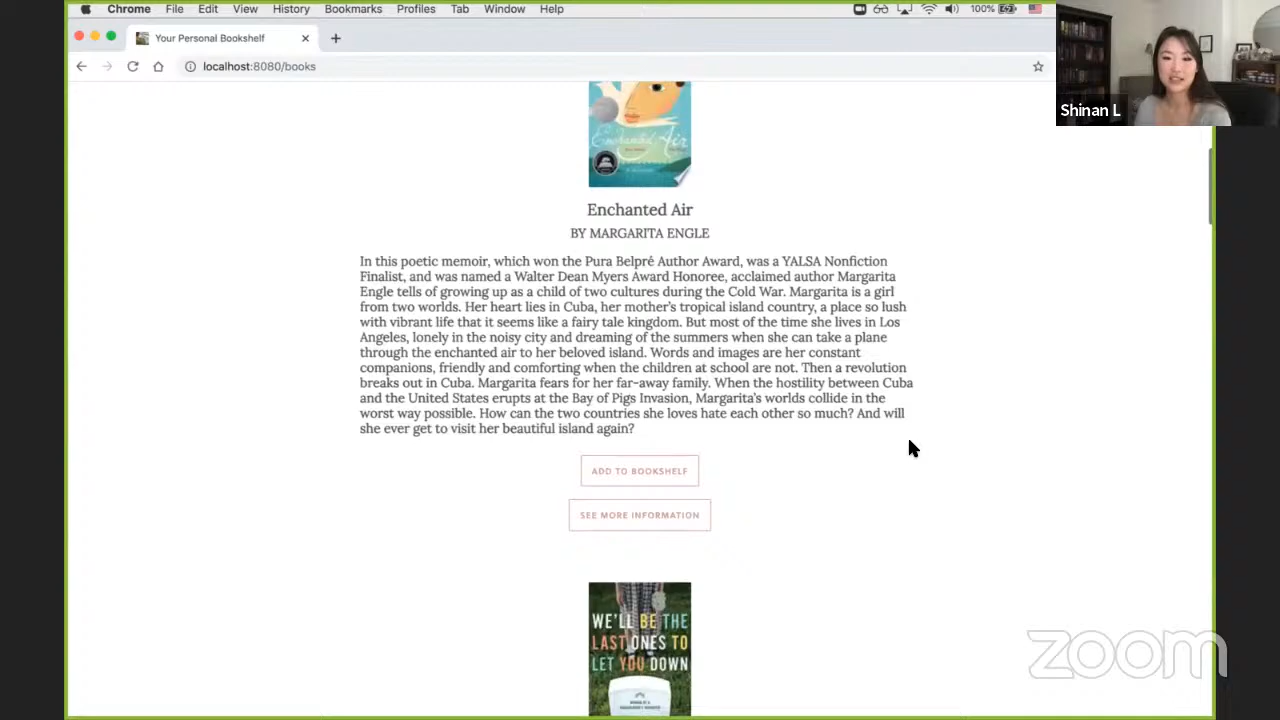 Chrome File Edit View History Bookmarks Profiles Tab Window Help 100%
Your Personal Bookshelf
localhost:8080/books
Shinan L
Enchanted Air
Enchanted Air
BY MARGARITA ENGLE
In this poetic memoir, which won the Pura Belpré Author Award, was a YALSA Nonfiction
Finalist, and was named a Walter Dean Myers Award Honoree, acclaimed author Margarita
Engle tells of growing up as a child of two cultures during the Cold War. Margarita is a girl
from two worlds. Her heart lies in Cuba, her mother's tropical island country, a place so lush
with vibrant life that it seems like a fairy tale kingdom. But most of the time she lives in Los
Angeles, lonely in the noisy city and dreaming of the summers when she can take a plane
through the enchanted air to her beloved island. Words and images are her constant
companions, friendly and comforting when the children at school are not. Then a revolution
breaks out in Cuba. Margarita fears for her far-away family. When the hostility between Cuba
and the United States erupts at the Bay of Pigs Invasion, Margarita's worlds collide in the
worst way possible. How can the two countries she loves hate each other so much? And will
she ever get to visit her beautiful island again?
ADD TO BOOKSHELF
SEE MORE INFORMATION
WE'LL BE THE
LAST ONES TO
LET YOU DOWN
zoom